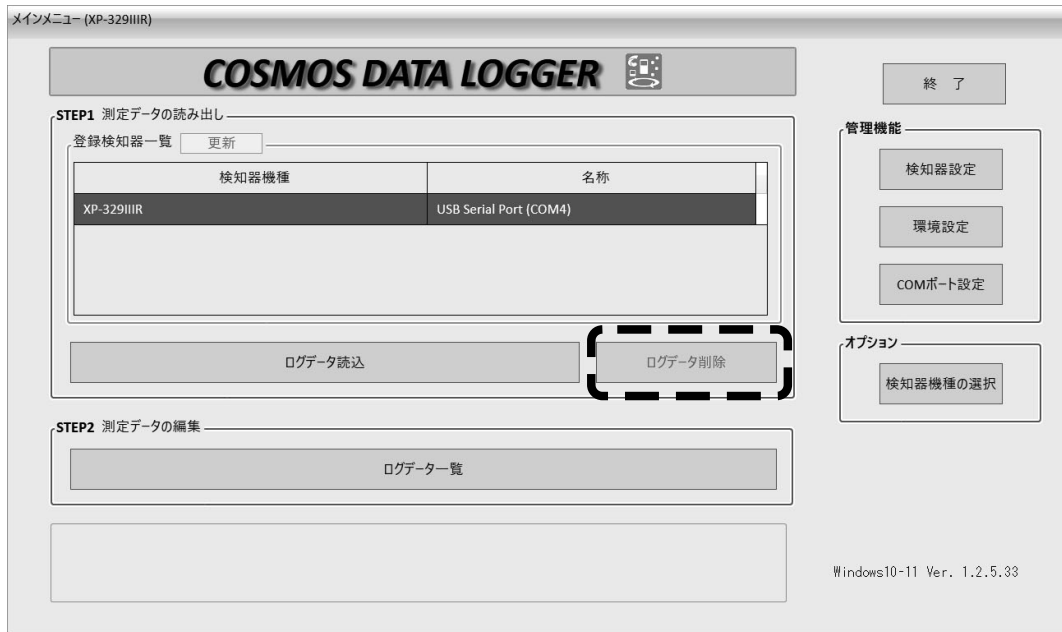 メインメニュー (XP-329IIIR)
COSMOS DATA LOGGER
終 了
STEP1 測定データの読み出し
登録検知器一覧 更新
検知器機種 名称
XP-329IIIR USB Serial Port (COM4)
ログデータ読込 ログデータ削除
STEP2 測定データの編集
ログデータ一覧
管理機能
検知器設定
環境設定
COMポート設定
オプション
検知器機種の選択
Windows10-11 Ver. 1.2.5.33